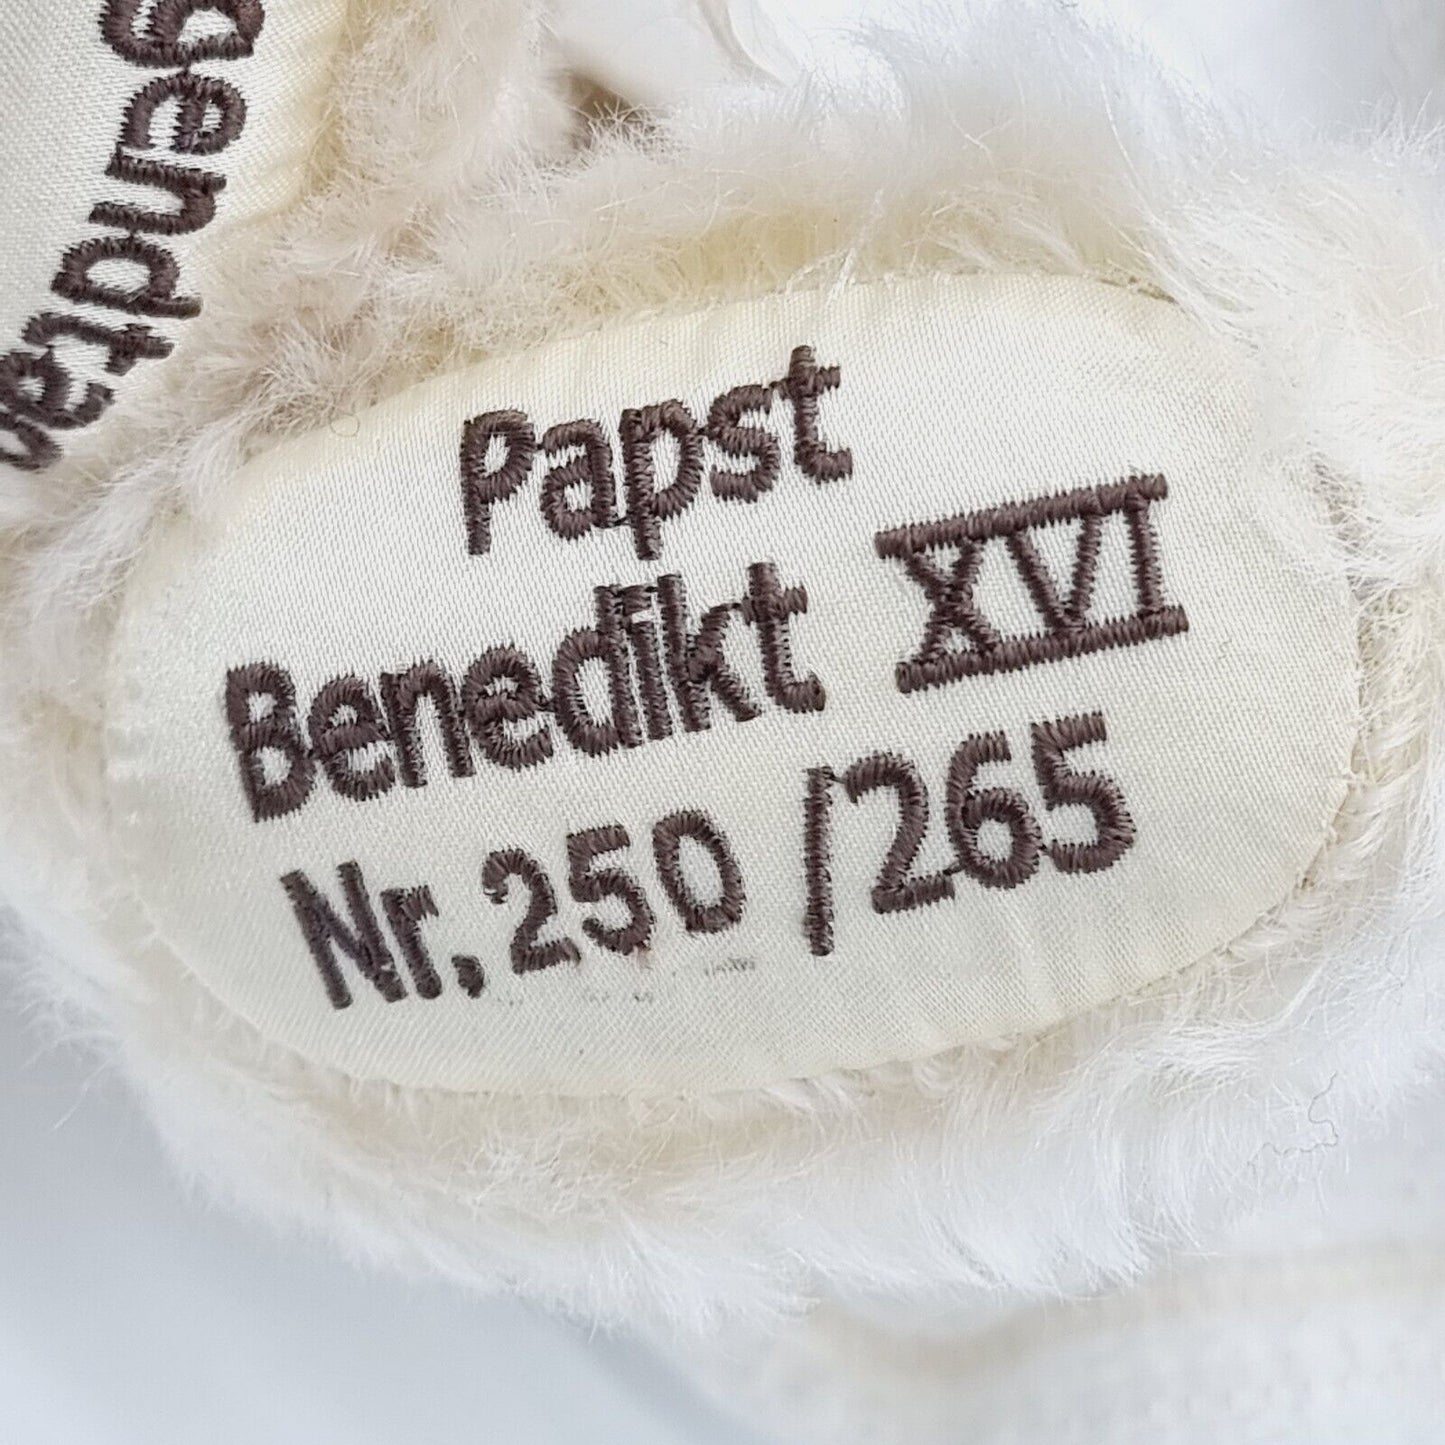 Papst
Benedikt XVI
Nr. 250 /265